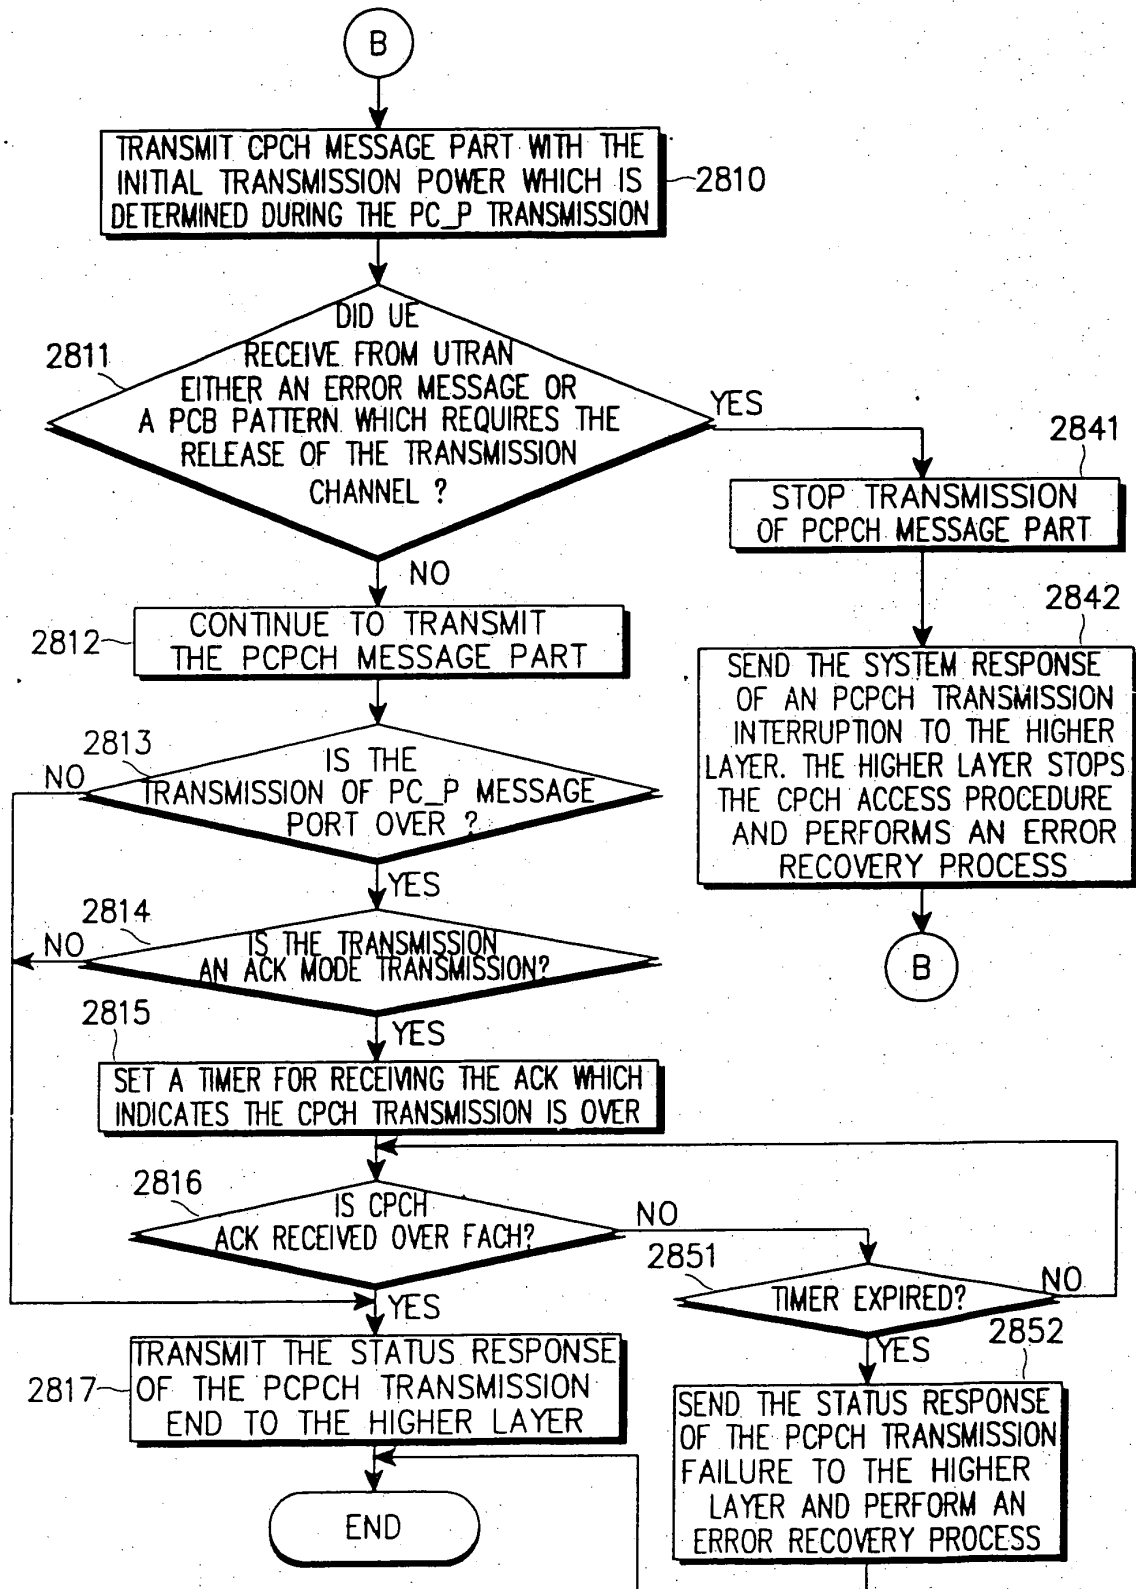 B
TRANSMIT CPCH MESSAGE PART WITH THE
INITIAL TRANSMISSION POWER WHICH IS
DETERMINED DURING THE PC_P TRANSMISSION
2810
DID UE
RECEIVE FROM UTRAN
EITHER AN ERROR MESSAGE OR
A PCB PATTERN WHICH REQUIRES THE
RELEASE OF THE TRANSMISSION
CHANNEL ?
2811
YES
NO
2841
STOP TRANSMISSION
OF PCPCH MESSAGE PART
2842
SEND THE SYSTEM RESPONSE
OF AN PCPCH TRANSMISSION
INTERRUPTION TO THE HIGHER
LAYER. THE HIGHER LAYER STOPS
THE CPCH ACCESS PROCEDURE
AND PERFORMS AN ERROR
RECOVERY PROCESS
B
2812
CONTINUE TO TRANSMIT
THE PCPCH MESSAGE PART
2813
NO
IS THE
TRANSMISSION OF PC_P MESSAGE
PORT OVER ?
YES
2814
NO
IS THE TRANSMISSION
AN ACK MODE TRANSMISSION?
YES
2815
SET A TIMER FOR RECEIVING THE ACK WHICH
INDICATES THE CPCH TRANSMISSION IS OVER
2816
IS CPCH
ACK RECEIVED OVER FACH?
NO
YES
2851
TIMER EXPIRED?
NO
YES
2852
SEND THE STATUS RESPONSE
OF THE PCPCH TRANSMISSION
FAILURE TO THE HIGHER
LAYER AND PERFORM AN
ERROR RECOVERY PROCESS
2817
TRANSMIT THE STATUS RESPONSE
OF THE PCPCH TRANSMISSION
END TO THE HIGHER LAYER
END